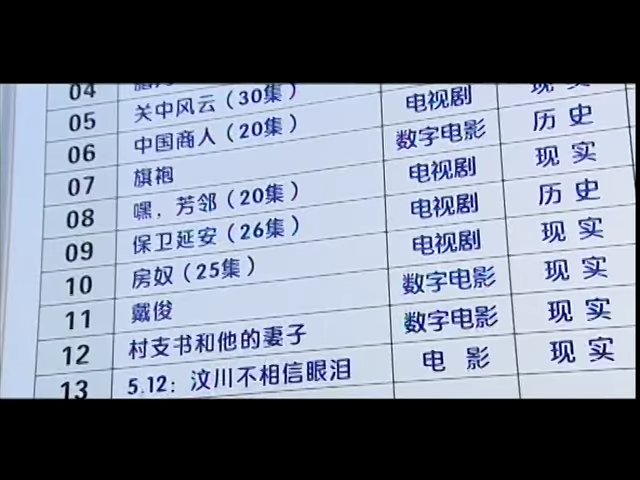 04
05 关中风云（30集）
06 中国商人（20集） 电视剧 现 实
07 旗袍 数字电影 历 史
08 嘿，芳邻（20集） 电视剧 现 实
09 保卫延安（26集） 电视剧 历 史
10 房奴（25集） 电视剧 现 实
11 戴俊 数字电影 现 实
12 村支书和他的妻子 数字电影 现 实
13 5.12：汶川不相信眼泪 电 影 现 实